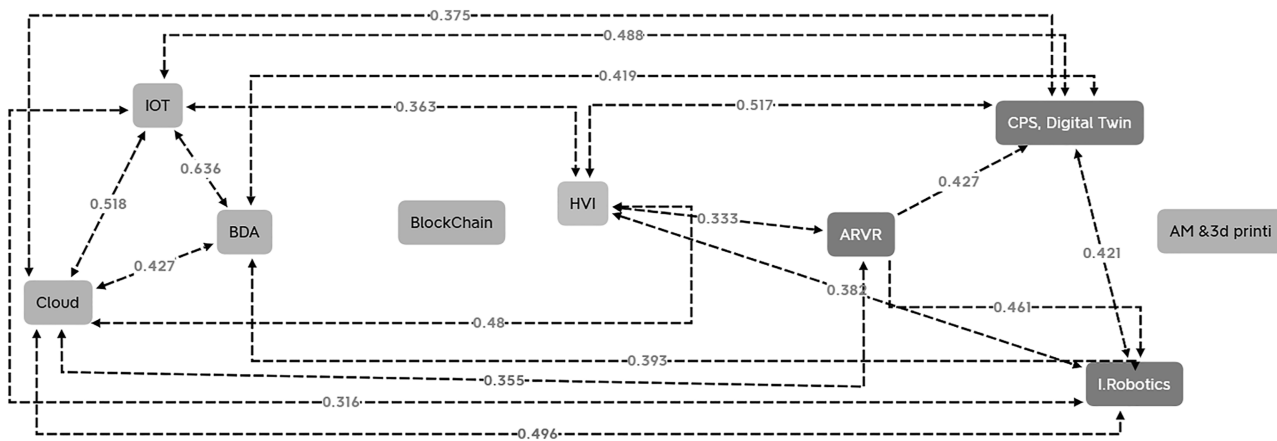 0.375
0.488
0.419
IOT
0.363
0.517
CPS, Digital Twin
0.636
0.427
0.518
HVI
BlockChain
0.333
BDA
ARVR
AM &3d printi
0.421
0.427
0.382
Cloud
0.461
0.48
0.393
0.355
I.Robotics
0.316
0.496